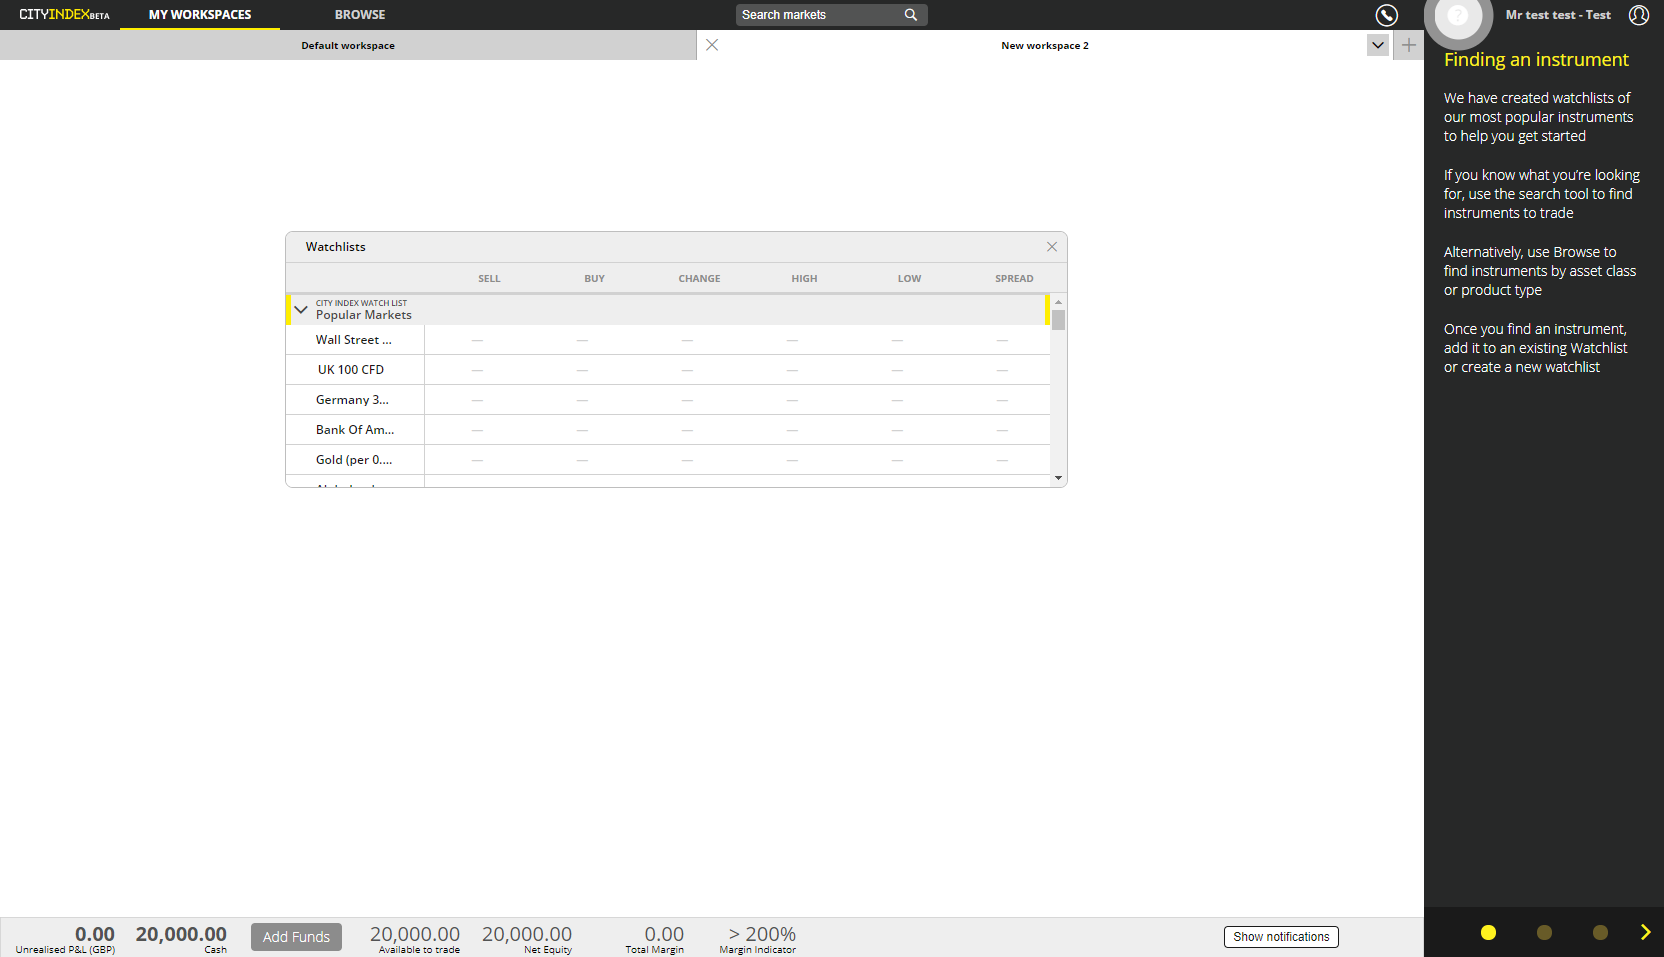 CITYINDEXBETA MY WORKSPACES BROWSE Search markets ? Mr test test - Test
Default workspace New workspace 2
Watchlists
SELL BUY CHANGE HIGH LOW SPREAD
CITY INDEX WATCH LIST
Popular Markets
Wall Street ... — — — — — —
UK 100 CFD — — — — — —
Germany 3... — — — — — —
Bank Of Am... — — — — — —
Gold (per 0.... — — — — — —
Finding an instrument
We have created watchlists of
our most popular instruments
to help you get started
If you know what you're looking
for, use the search tool to find
instruments to trade
Alternatively, use Browse to
find instruments by asset class
or product type
Once you find an instrument,
add it to an existing Watchlist
or create a new watchlist
0.00 20,000.00 Add Funds 20,000.00 20,000.00 0.00 > 200% Show notifications
Unrealised P&L (GBP) Cash Available to trade Net Equity Total Margin Margin Indicator